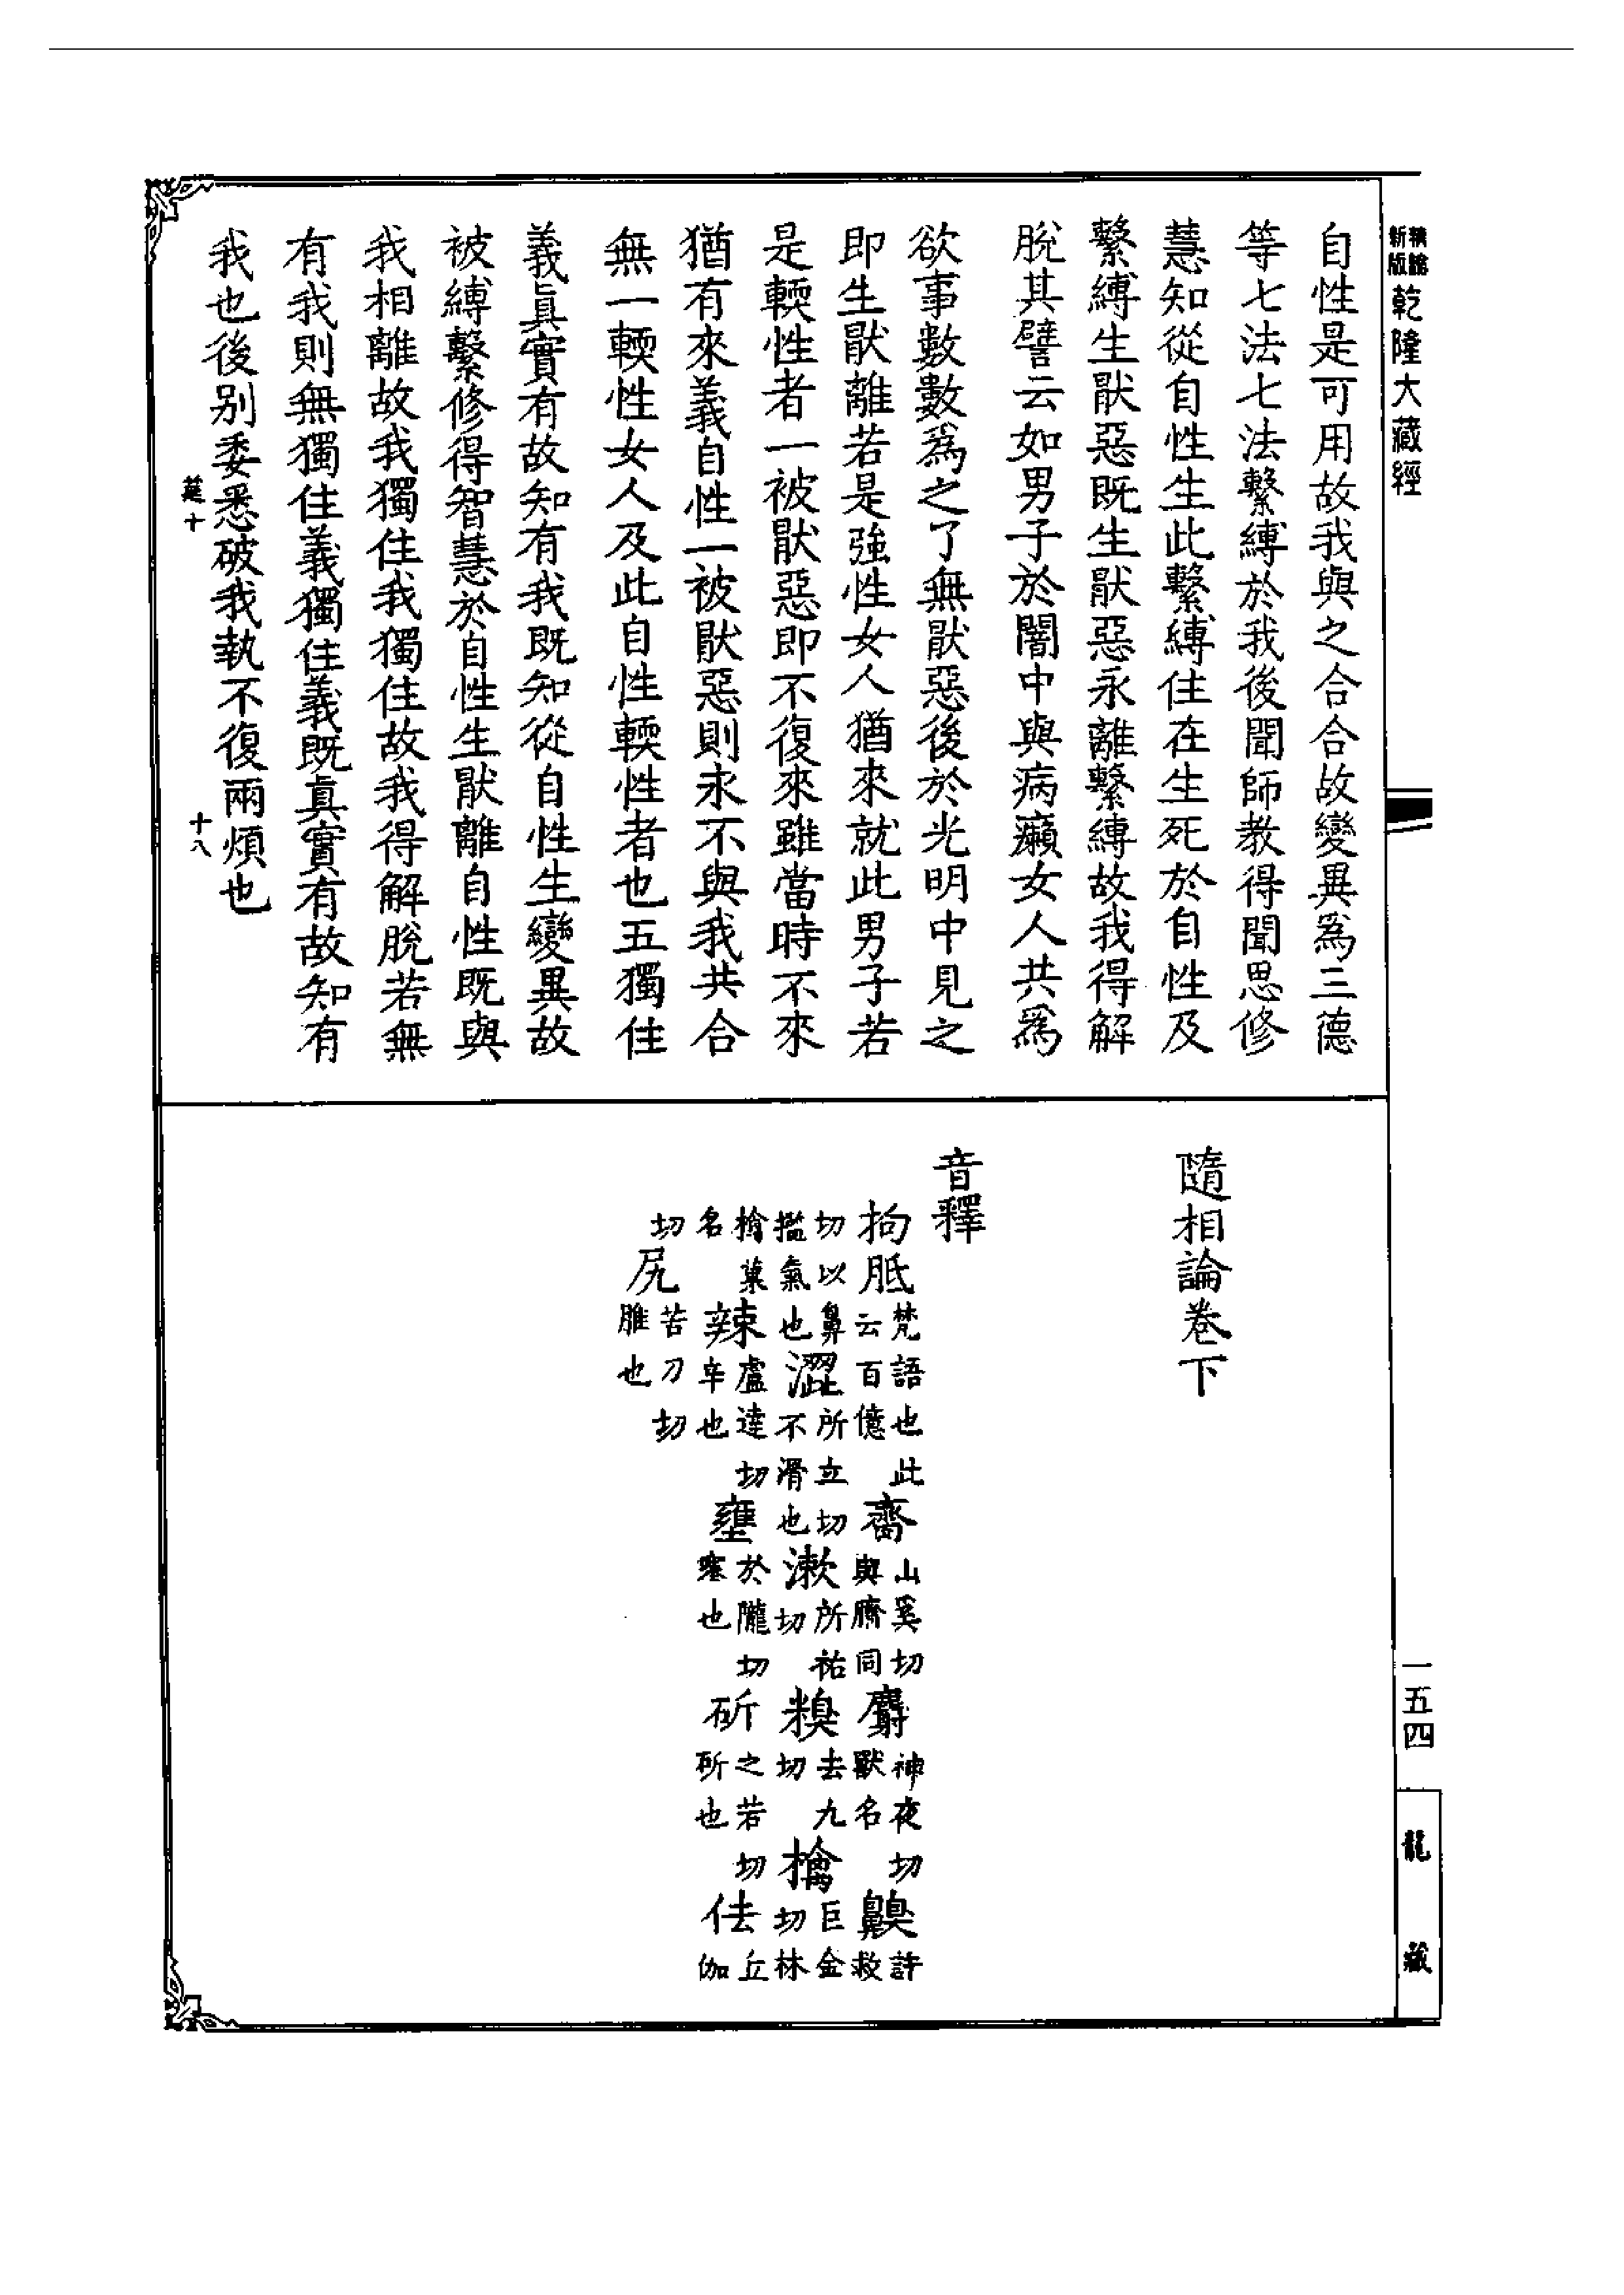 新版
乾隆大藏經
自性是可用故我與之合合故變異爲三德
等七法七法繫縛於我後聞師教得聞思修
慧知從自性生此繫縛住在生死於自性及
繫縛生厭惡既生厭惡永離繫縛故我得解
脫其譬云如男子於闇中與病癩女人共爲
欲事數數爲之了無厭惡後於光明中見之
即生厭離若是強性女人猶來就此男子若
是輭性者一被厭惡即不復來雖當時不來
猶有來義自性一被厭惡則永不與我共合
無一輭性女人及此自性輭性者也五獨住
義眞實有故知有我既知從自性生變異故
被縛繫修得智慧於自性生厭離自性既與
我相離故我獨住我獨住故我得解脫若無
有我則無獨住義獨住義既眞實有故知有
我也後别委悉破我執不復兩煩也
十八
隨相論卷下
音釋
拘胝 梵語也此云百億 齋 山奚切與臍同 麝 神夜切獸名 齅 許救
切以鼻㩜氣也 澀 所立切不滑也 漱 所祐切 糗 去九切 檎 巨金切林
檎菓名 辣 盧達切辛也 壅 於隴切塞也 斫 之若切斫也 佉 丘伽
切 尻 苦刀切脽也
一五四
龍藏